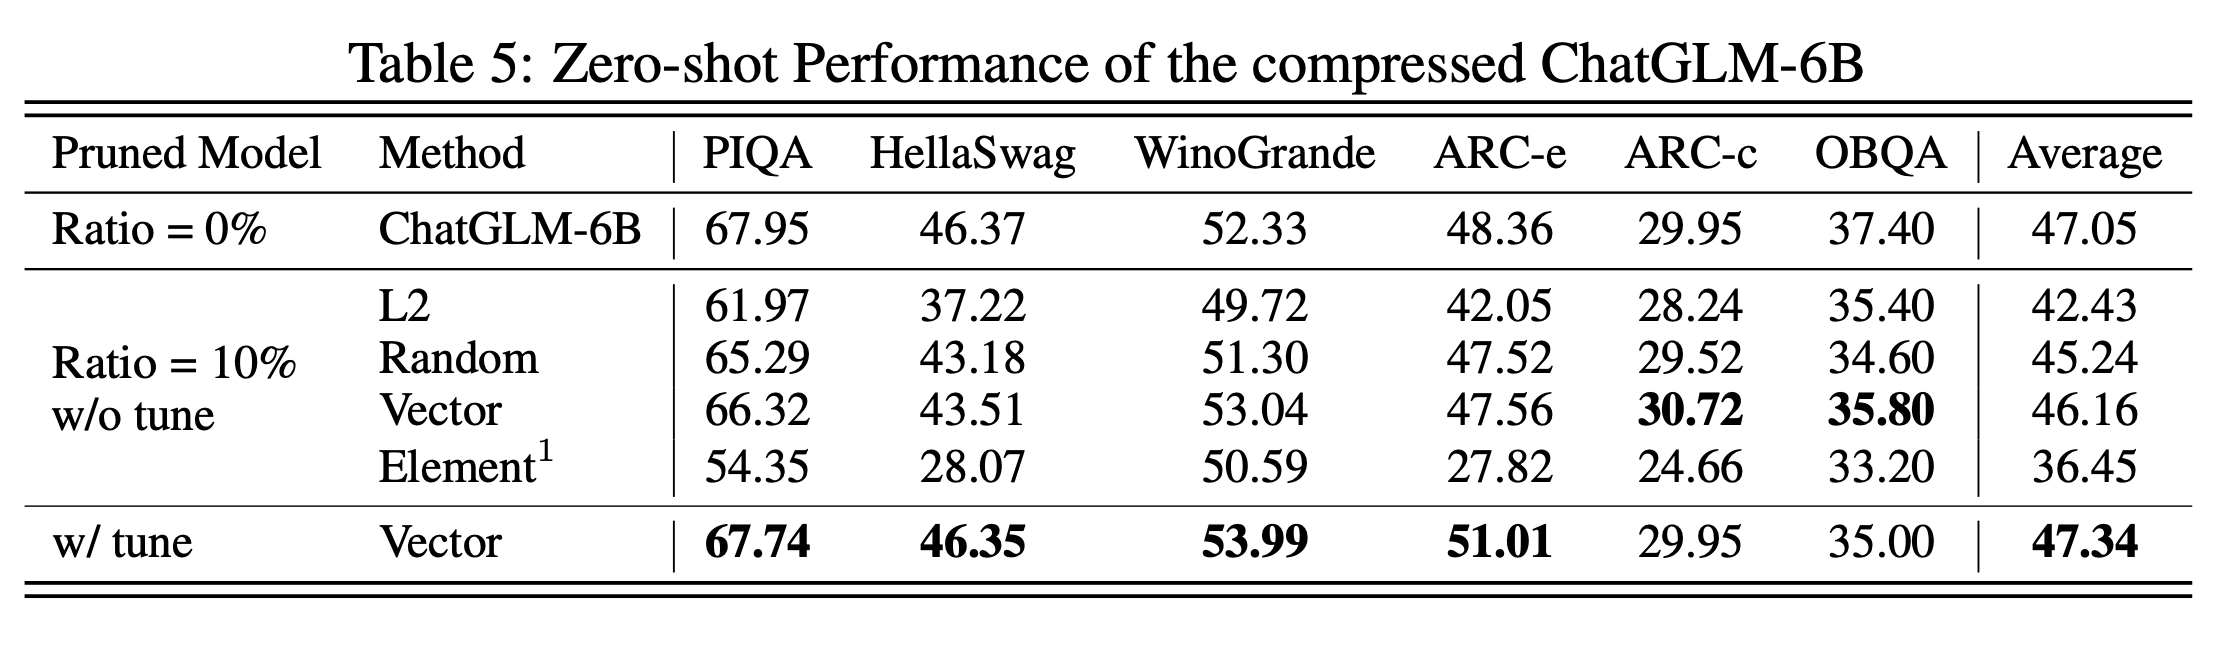 Table 5: Zero-shot Performance of the compressed ChatGLM-6B
Pruned Model Method PIQA HellaSwag WinoGrande ARC-e ARC-c OBQA Average
Ratio = 0% ChatGLM-6B 67.95 46.37 52.33 48.36 29.95 37.40 47.05
L2 61.97 37.22 49.72 42.05 28.24 35.40 42.43
Ratio = 10% Random 65.29 43.18 51.30 47.52 29.52 34.60 45.24
w/o tune Vector 66.32 43.51 53.04 47.56 30.72 35.80 46.16
Element¹ 54.35 28.07 50.59 27.82 24.66 33.20 36.45
w/ tune Vector 67.74 46.35 53.99 51.01 29.95 35.00 47.34